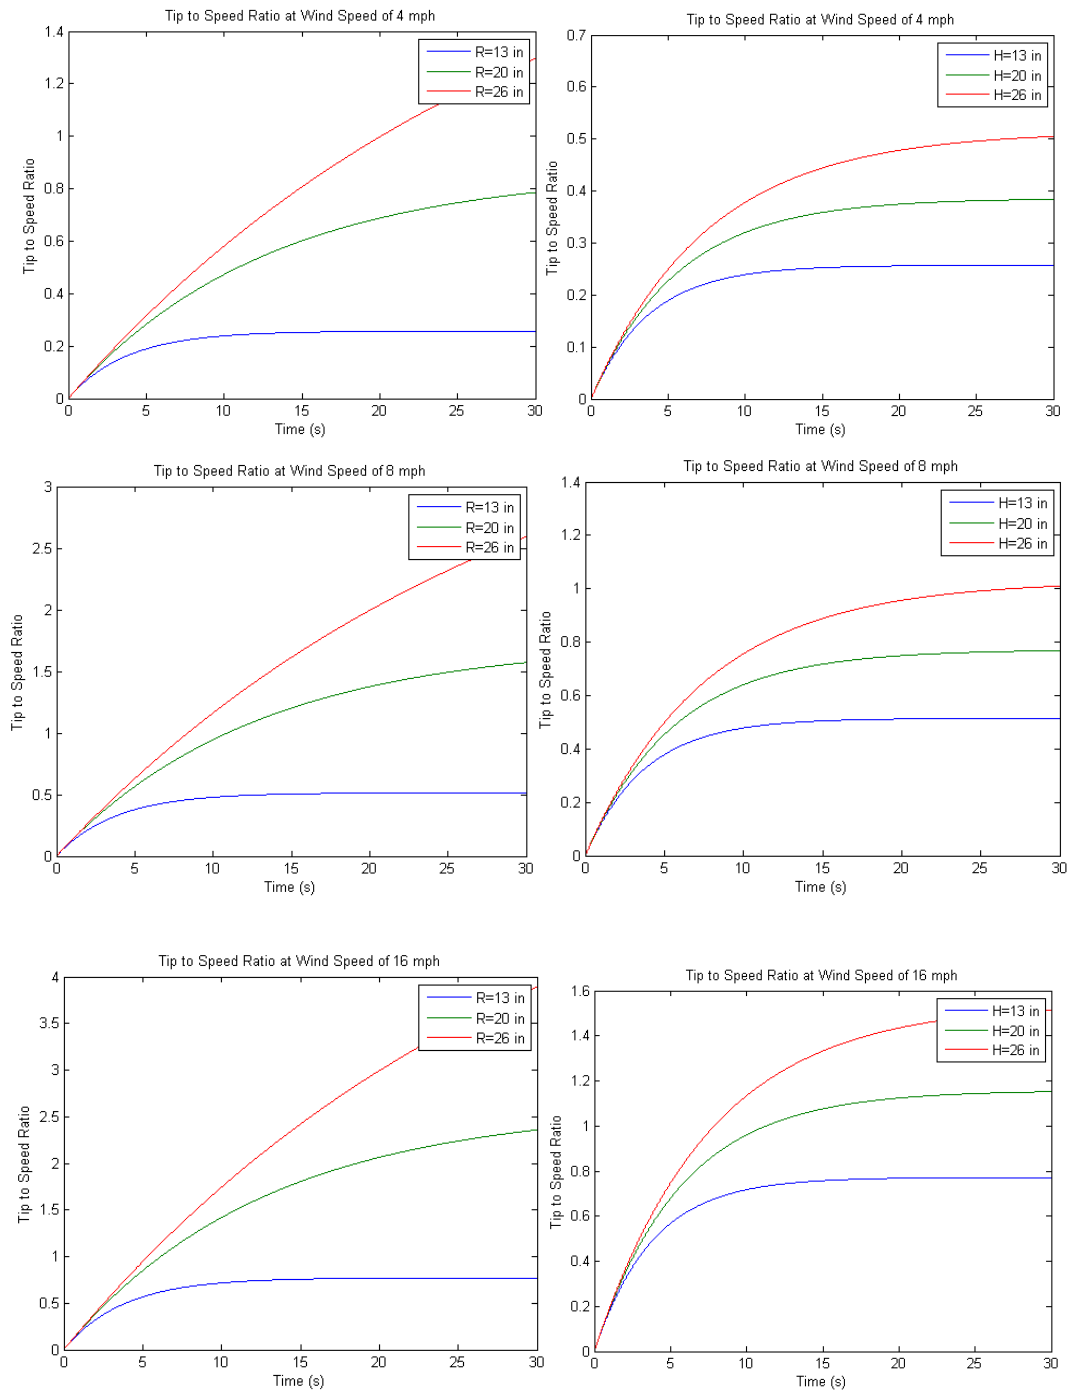 Tip to Speed Ratio at Wind Speed of 4 mph
1.4
1.2
1
0.8
0.6
0.4
0.2
0
Tip to Speed Ratio
R=13 in
R=20 in
R=26 in
0 5 10 15 20 25 30
Time (s)
Tip to Speed Ratio at Wind Speed of 4 mph
0.7
0.6
0.5
0.4
0.3
0.2
0.1
0
Tip to Speed Ratio
H=13 in
H=20 in
H=26 in
0 5 10 15 20 25 30
Time (s)
Tip to Speed Ratio at Wind Speed of 8 mph
3
2.5
2
1.5
1
0.5
0
Tip to Speed Ratio
R=13 in
R=20 in
R=26 in
0 5 10 15 20 25 30
Time (s)
Tip to Speed Ratio at Wind Speed of 8 mph
1.4
1.2
1
0.8
0.6
0.4
0.2
0
Tip to Speed Ratio
H=13 in
H=20 in
H=26 in
0 5 10 15 20 25 30
Time (s)
Tip to Speed Ratio at Wind Speed of 16 mph
4
3.5
3
2.5
2
1.5
1
0.5
0
Tip to Speed Ratio
R=13 in
R=20 in
R=26 in
0 5 10 15 20 25 30
Time (s)
Tip to Speed Ratio at Wind Speed of 16 mph
1.6
1.4
1.2
1
0.8
0.6
0.4
0.2
0
Tip to Speed Ratio
H=13 in
H=20 in
H=26 in
0 5 10 15 20 25 30
Time (s)